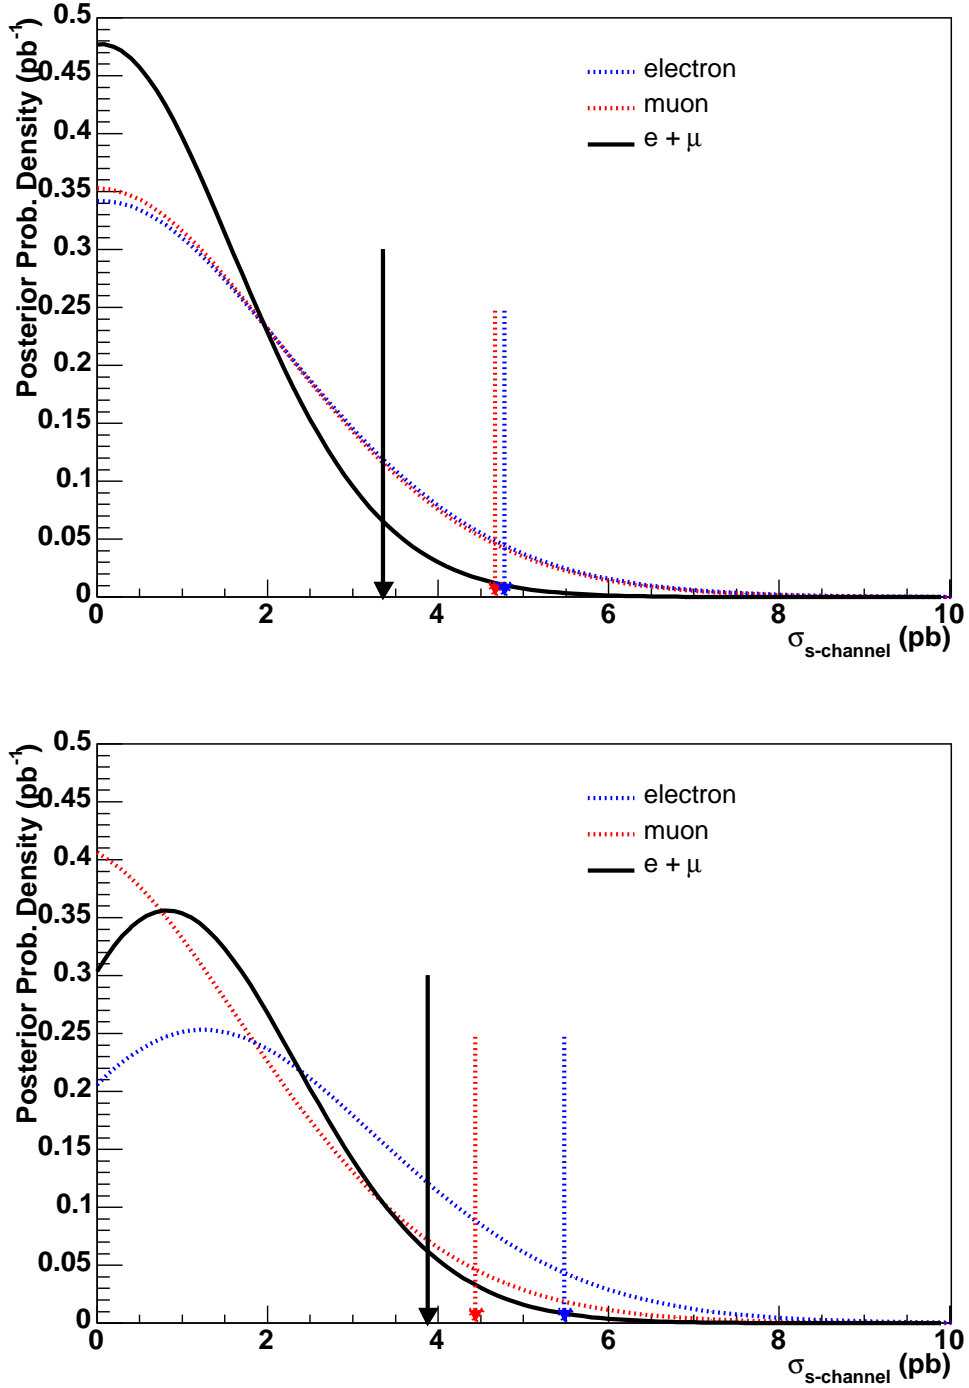 Posterior Prob. Density (pb⁻¹)
0.5
0.45
0.4
0.35
0.3
0.25
0.2
0.15
0.1
0.05
0
electron
muon
e + μ
0 2 4 6 8 10
σs-channel (pb)
Posterior Prob. Density (pb⁻¹)
0.5
0.45
0.4
0.35
0.3
0.25
0.2
0.15
0.1
0.05
0
electron
muon
e + μ
0 2 4 6 8 10
σs-channel (pb)